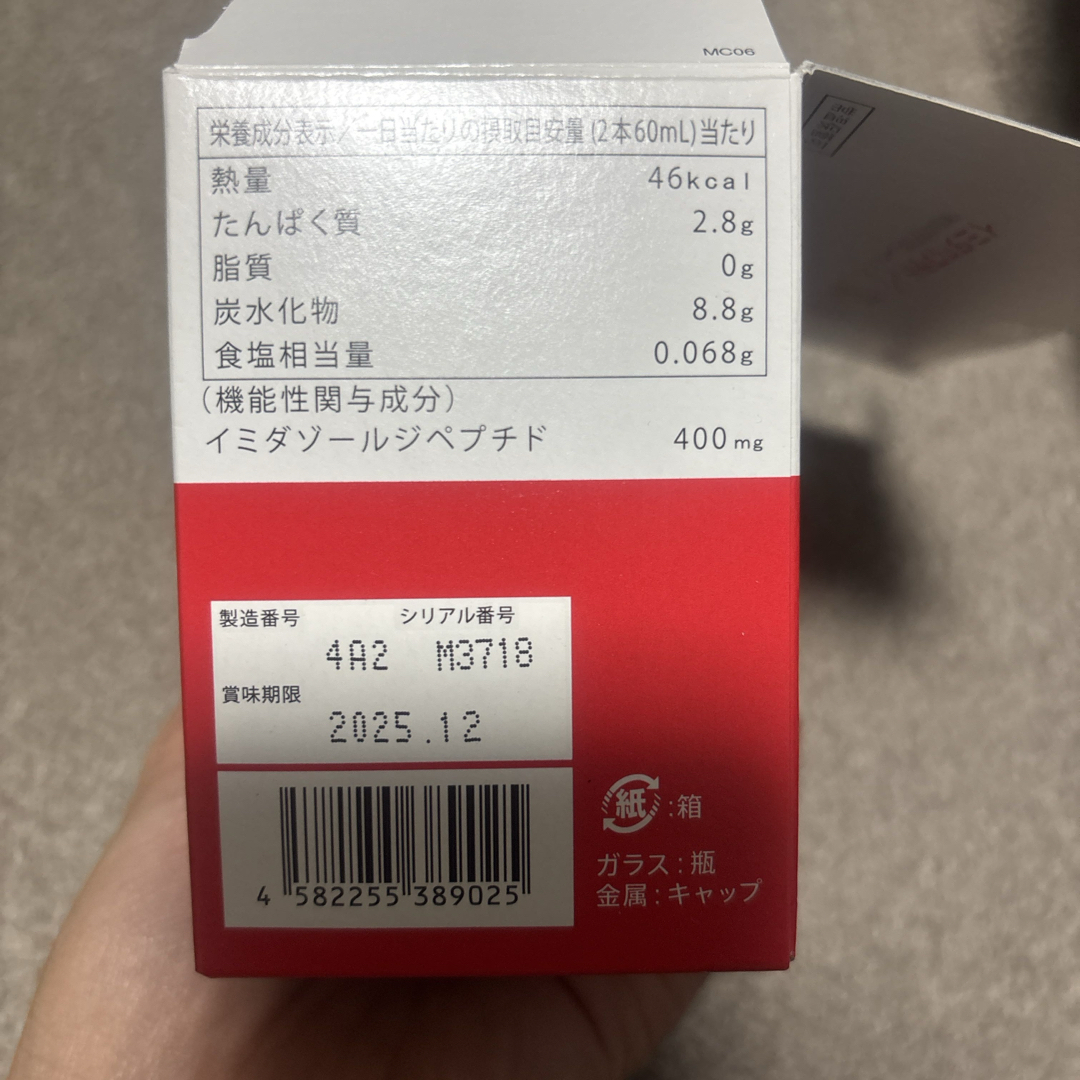 MC06
栄養成分表示／一日当たりの摂取目安量(2本60mL)当たり
熱量 46kcal
たんぱく質 2.8g
脂質 0g
炭水化物 8.8g
食塩相当量 0.068g
(機能性関与成分)
イミダゾールジペプチド 400mg
製造番号 シリアル番号
4A2 M3718
賞味期限
2025.12
紙:箱
ガラス:瓶
金属:キャップ
4 582255 389025